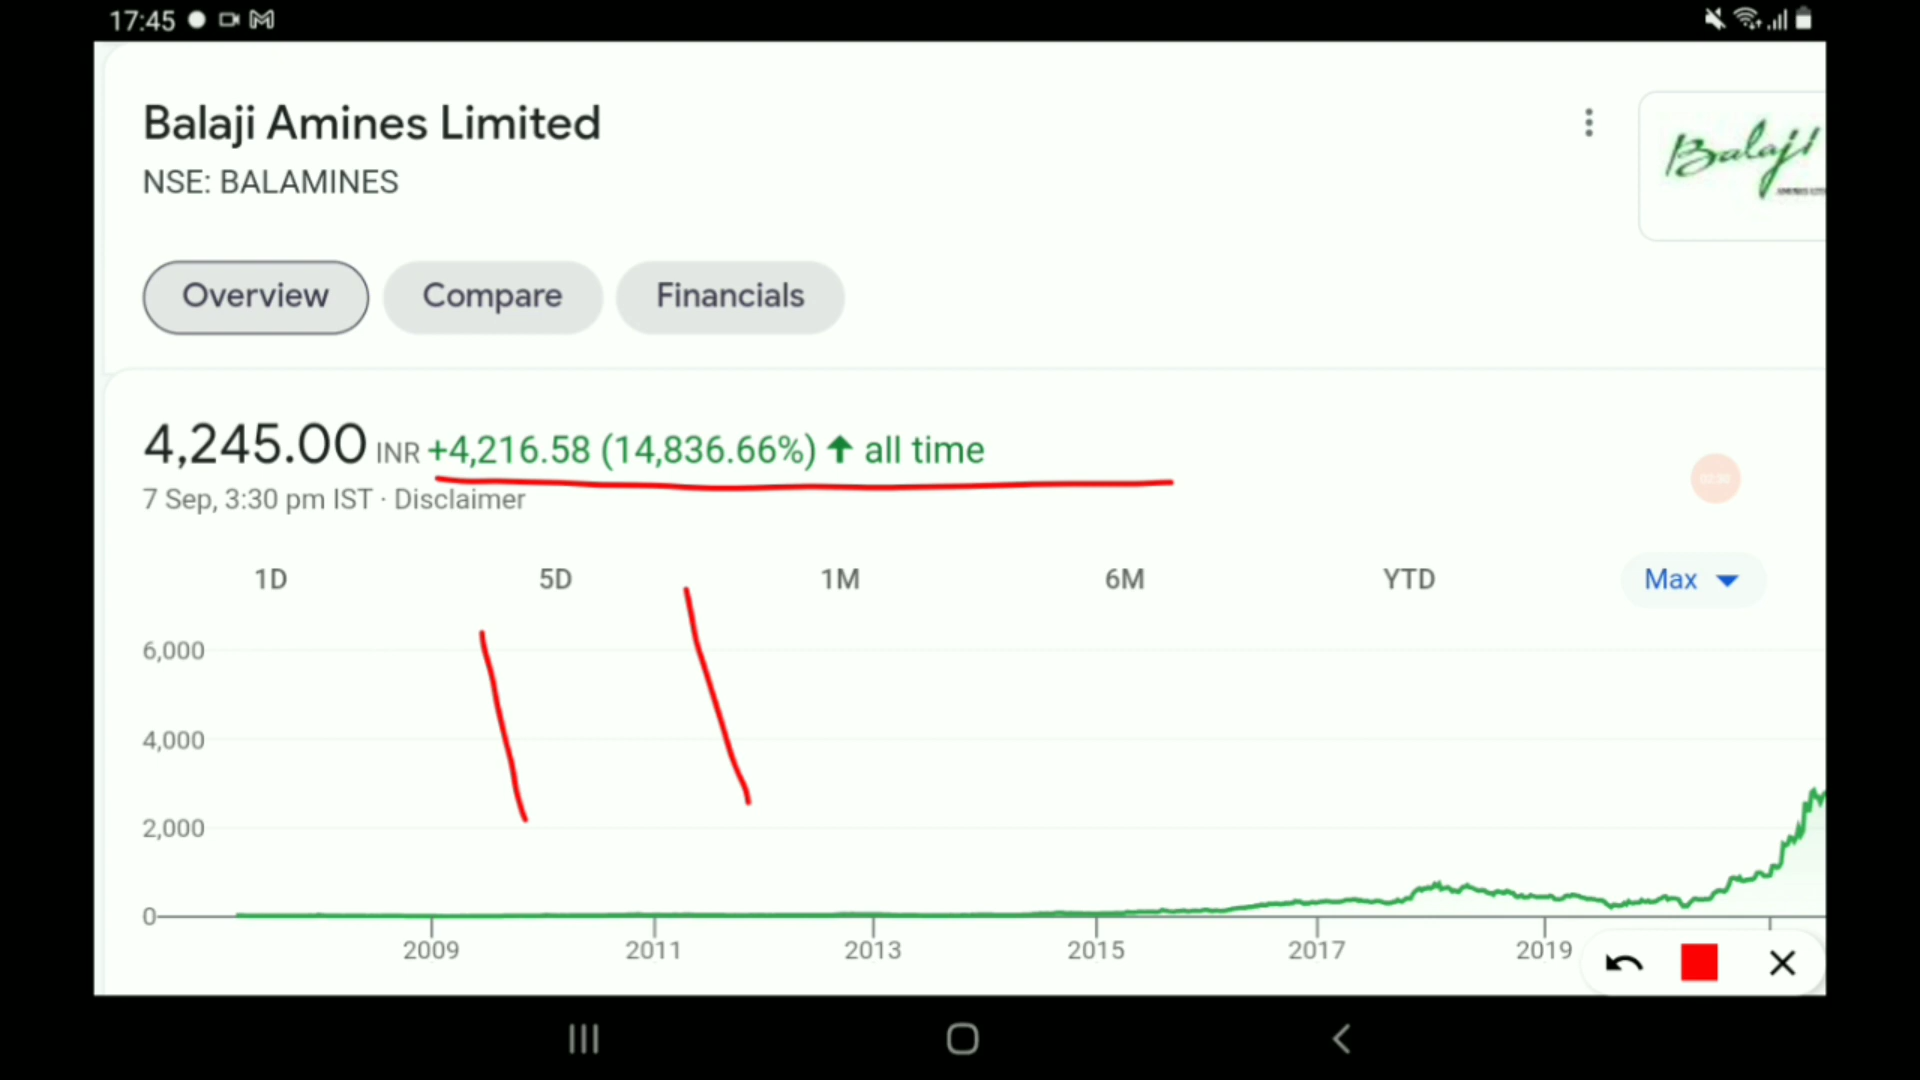 17:45
Balaji Amines Limited
NSE: BALAMINES
Balaji
Overview Compare Financials
4,245.00 INR +4,216.58 (14,836.66%) ↑ all time
7 Sep, 3:30 pm IST · Disclaimer
1D 5D 1M 6M YTD Max
6,000
4,000
2,000
0
2009 2011 2013 2015 2017 2019